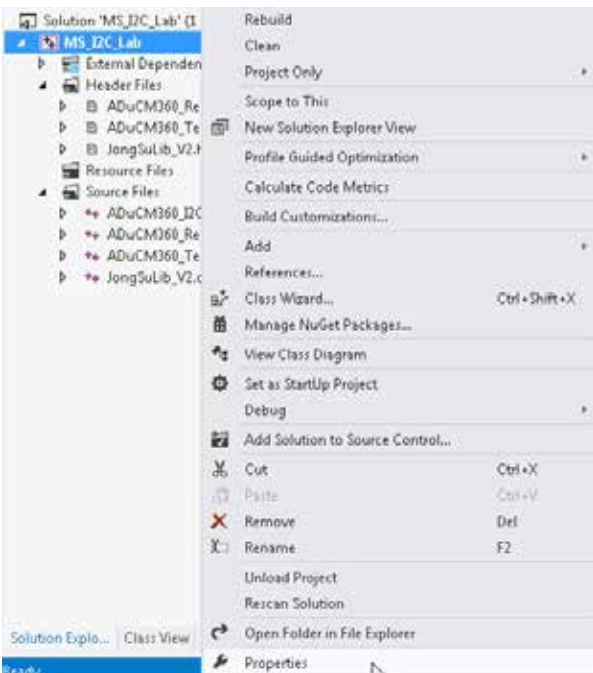 Solution 'MS_I2C_Lab' (1
MS_I2C_Lab
External Dependen
Header Files
ADuCM360_Re
ADuCM360_Te
JongSuLib_V2.h
Resource Files
Source Files
ADuCM360_I2C
ADuCM360_Re
ADuCM360_Te
JongSuLib_V2.c
Solution Explo... Class View
Ready
Rebuild
Clean
Project Only
Scope to This
New Solution Explorer View
Profile Guided Optimization
Calculate Code Metrics
Build Customizations...
Add
References...
Class Wizard... Ctrl+Shift+X
Manage NuGet Packages...
View Class Diagram
Set as StartUp Project
Debug
Add Solution to Source Control...
Cut Ctrl+X
Paste Ctrl+V
Remove Del
Rename F2
Unload Project
Rescan Solution
Open Folder in File Explorer
Properties